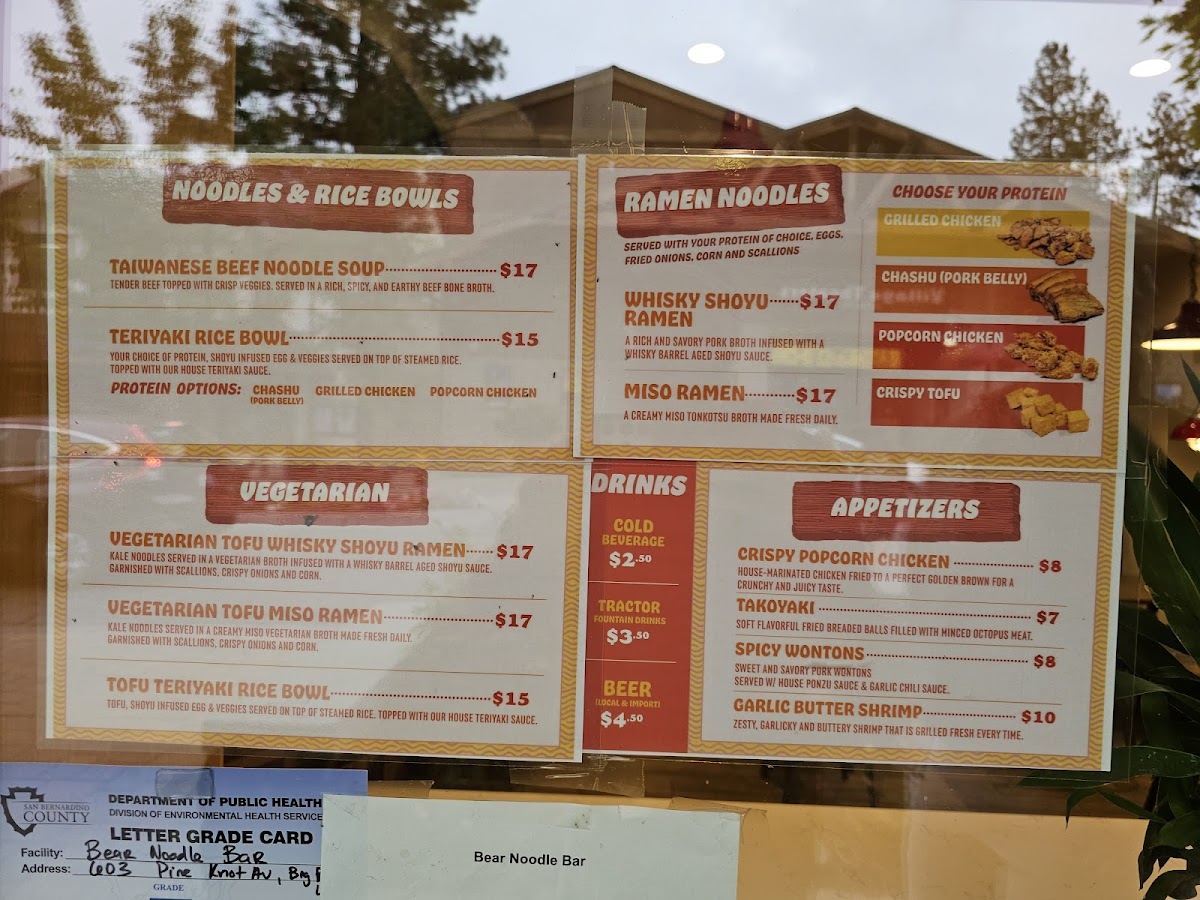 NOODLES & RICE BOWLS
TAIWANESE BEEF NOODLE SOUP $17
TENDER BEEF TOPPED WITH CRISP VEGGIES. SERVED IN A RICH, SPICY, AND EARTHY BEEF BONE BROTH.
TERIYAKI RICE BOWL $15
YOUR CHOICE OF PROTEIN, SHOYU INFUSED EGG & VEGGIES SERVED ON TOP OF STEAMED RICE.
TOPPED WITH OUR HOUSE TERIYAKI SAUCE.
PROTEIN OPTIONS: CHASHU GRILLED CHICKEN POPCORN CHICKEN
(PORK BELLY)
RAMEN NOODLES
SERVED WITH YOUR PROTEIN OF CHOICE, EGGS,
FRIED ONIONS, CORN AND SCALLIONS
WHISKY SHOYU $17
RAMEN
A RICH AND SAVORY PORK BROTH INFUSED WITH A
WHISKY BARREL AGED SHOYU SAUCE.
MISO RAMEN $17
A CREAMY MISO TONKOTSU BROTH MADE FRESH DAILY.
CHOOSE YOUR PROTEIN
GRILLED CHICKEN
CHASHU (PORK BELLY)
POPCORN CHICKEN
CRISPY TOFU
VEGETARIAN
VEGETARIAN TOFU WHISKY SHOYU RAMEN $17
KALE NOODLES SERVED IN A VEGETARIAN BROTH INFUSED WITH A WHISKY BARREL AGED SHOYU SAUCE.
GARNISHED WITH SCALLIONS, CRISPY ONIONS AND CORN.
VEGETARIAN TOFU MISO RAMEN $17
KALE NOODLES SERVED IN A CREAMY MISO VEGETARIAN BROTH MADE FRESH DAILY.
GARNISHED WITH SCALLIONS, CRISPY ONIONS AND CORN.
TOFU TERIYAKI RICE BOWL $15
TOFU, SHOYU INFUSED EGG & VEGGIES SERVED ON TOP OF STEAMED RICE. TOPPED WITH OUR HOUSE TERIYAKI SAUCE.
DRINKS
COLD
BEVERAGE
$2.50
TRACTOR
FOUNTAIN DRINKS
$3.50
BEER
(LOCAL & IMPORT)
$4.50
APPETIZERS
CRISPY POPCORN CHICKEN $8
HOUSE-MARINATED CHICKEN FRIED TO A PERFECT GOLDEN BROWN FOR A
CRUNCHY AND JUICY TASTE.
TAKOYAKI $7
SOFT FLAVORFUL FRIED BREADED BALLS FILLED WITH MINCED OCTOPUS MEAT.
SPICY WONTONS $8
SWEET AND SAVORY PORK WONTONS
SERVED W/ HOUSE PONZU SAUCE & GARLIC CHILI SAUCE.
GARLIC BUTTER SHRIMP $10
ZESTY, GARLICKY AND BUTTERY SHRIMP THAT IS GRILLED FRESH EVERY TIME.
SAN BERNARDINO
COUNTY
DEPARTMENT OF PUBLIC HEALTH
DIVISION OF ENVIRONMENTAL HEALTH SERVICE
LETTER GRADE CARD
Facility: Bear Noodle Bar
Address: 603 Pine Knot Av, Big
GRADE
Bear Noodle Bar